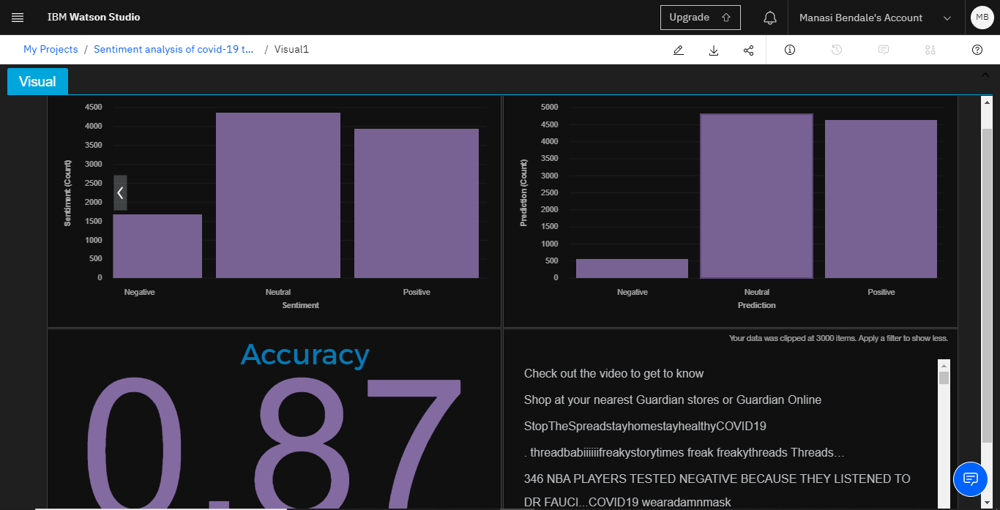 IBM Watson Studio
Upgrade
Manasi Bendale's Account
MB
My Projects / Sentiment analysis of covid-19 t... / Visual1
Visual
Sentiment (Count)
4500
4000
3500
3000
2500
2000
1500
1000
500
0
Negative
Neutral
Positive
Sentiment
Prediction (Count)
5000
4500
4000
3500
3000
2500
2000
1500
1000
500
0
Negative
Neutral
Positive
Prediction
Accuracy
0.87
Your data was clipped at 3000 items. Apply a filter to show less.
Check out the video to get to know
Shop at your nearest Guardian stores or Guardian Online
StopTheSpreadstayhomestayhealthyCOVID19
. threadbabiiiiiifreakystorytimes freak freakythreads Threads…
346 NBA PLAYERS TESTED NEGATIVE BECAUSE THEY LISTENED TO
DR FAUCI...COVID19 wearadamnmask